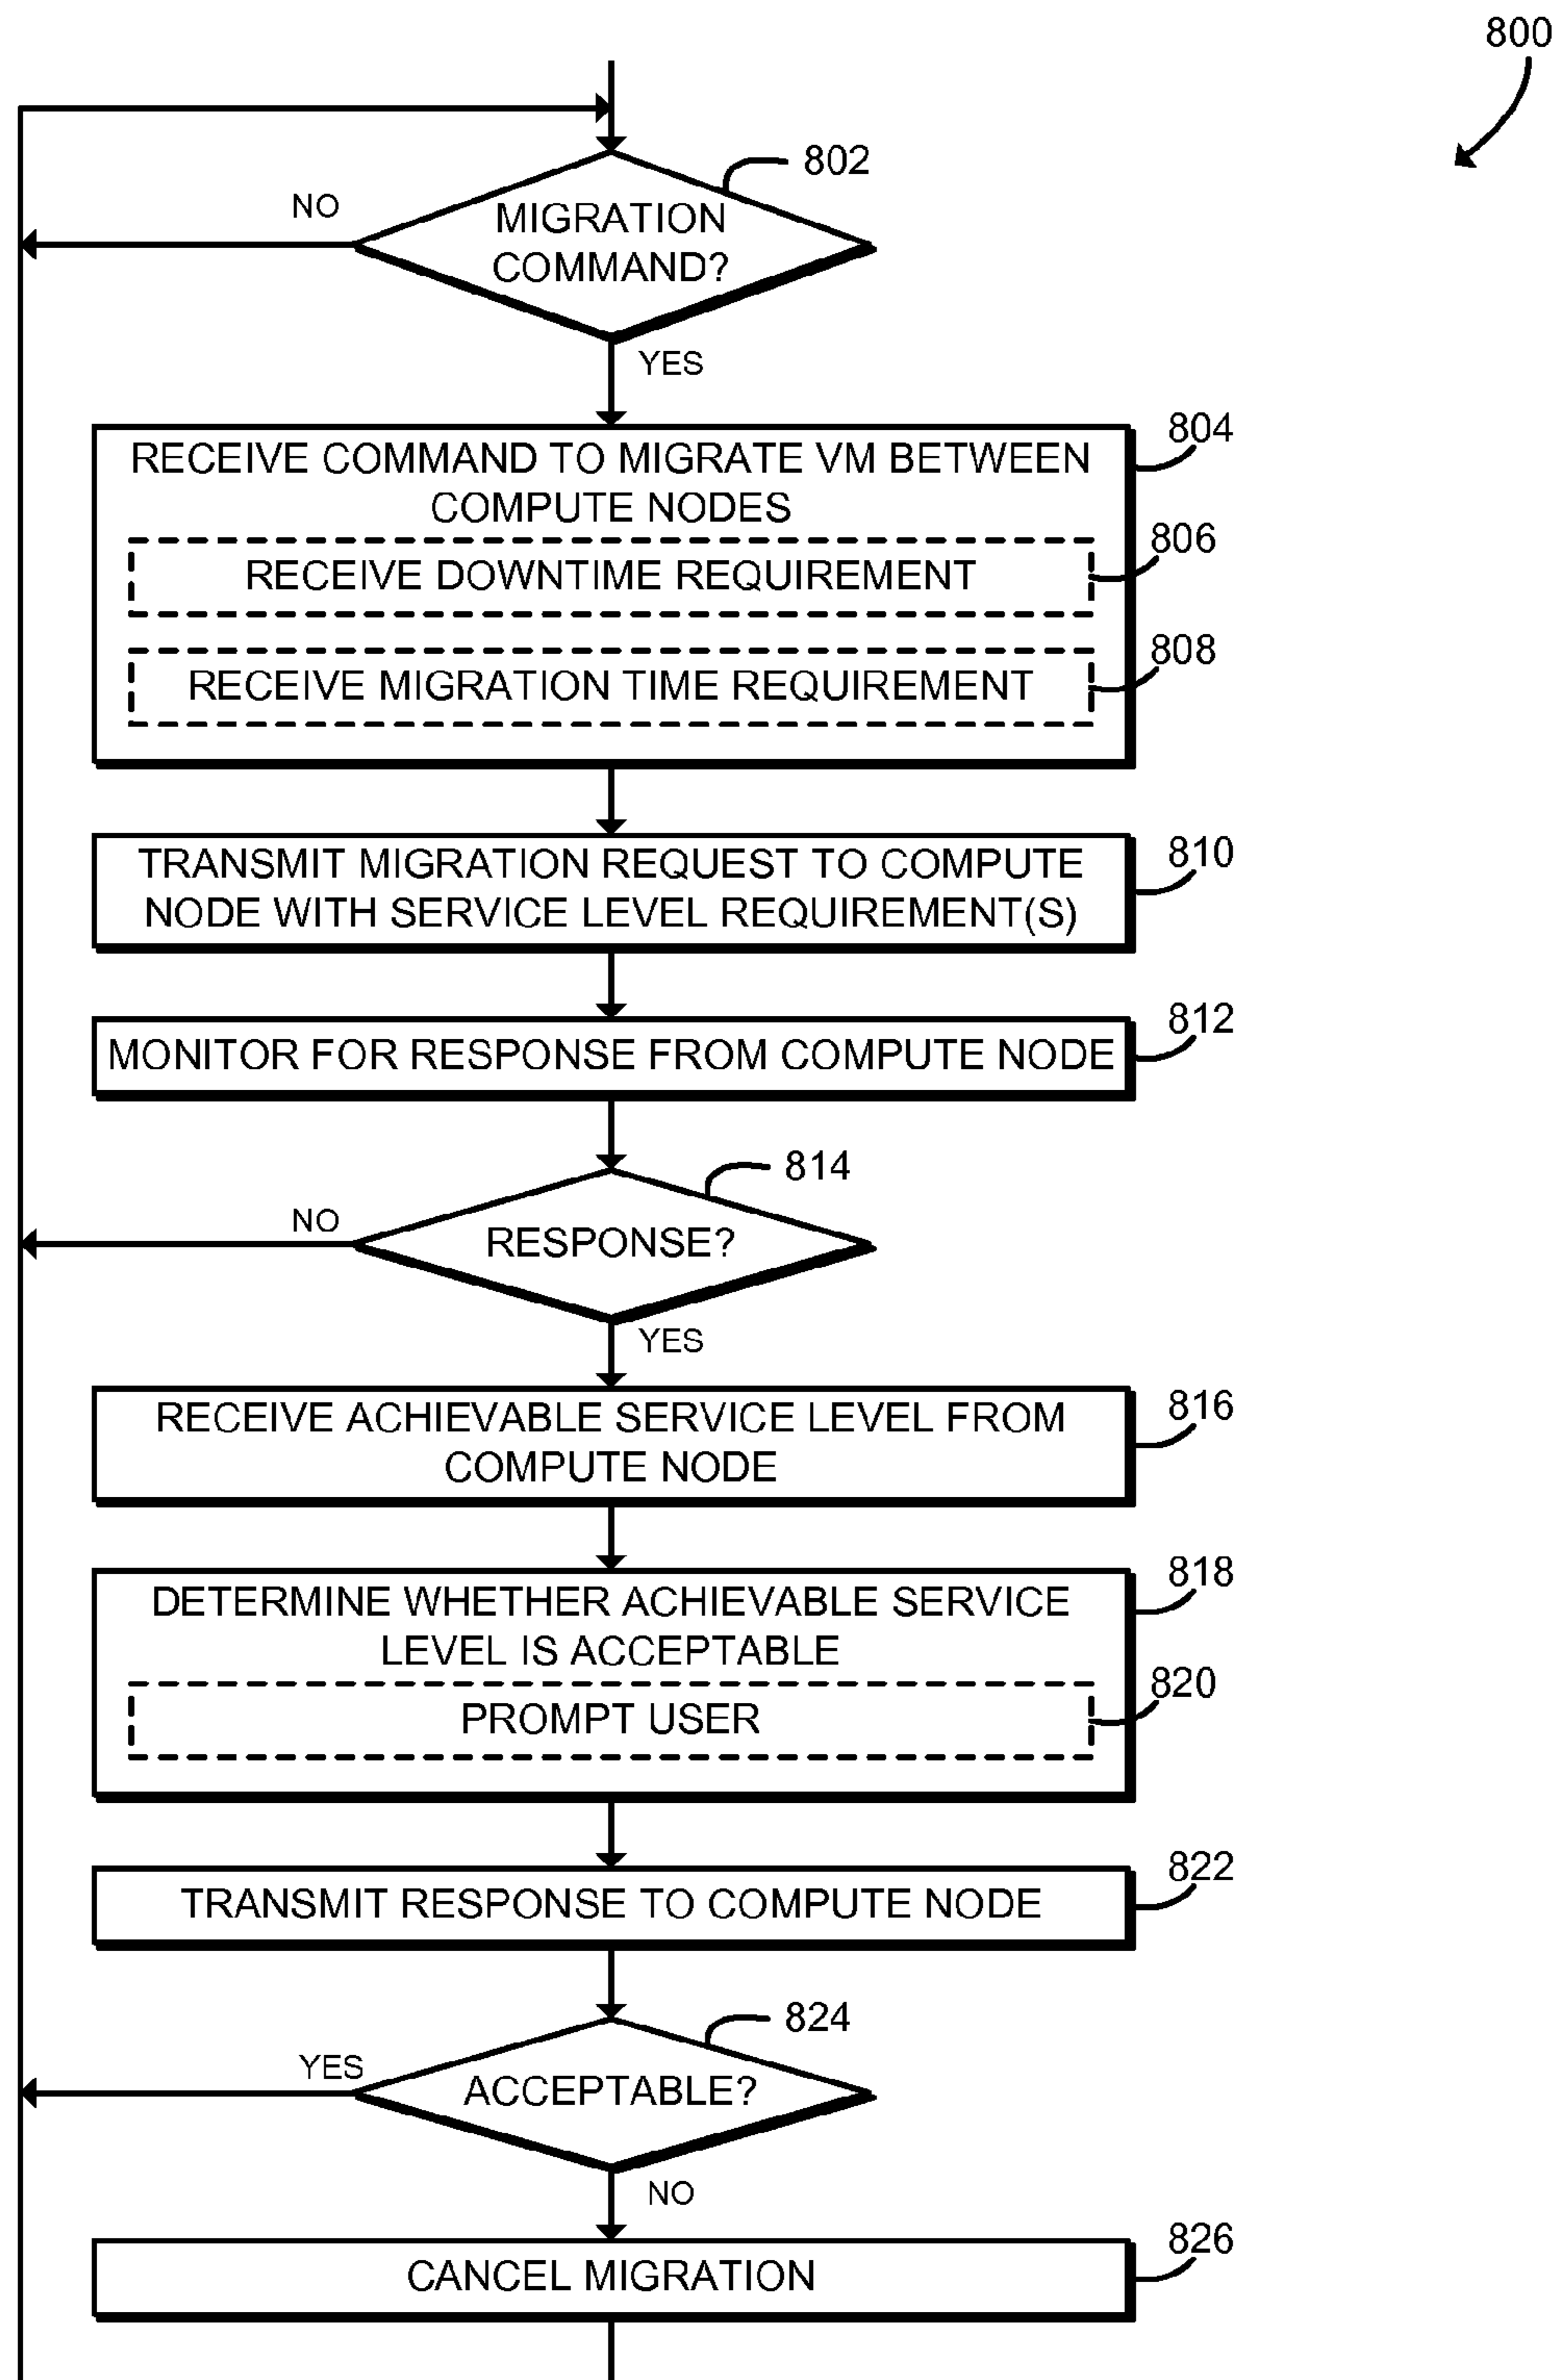 800
802
NO
MIGRATION
COMMAND?
YES
804
RECEIVE COMMAND TO MIGRATE VM BETWEEN
COMPUTE NODES
806
RECEIVE DOWNTIME REQUIREMENT
808
RECEIVE MIGRATION TIME REQUIREMENT
810
TRANSMIT MIGRATION REQUEST TO COMPUTE
NODE WITH SERVICE LEVEL REQUIREMENT(S)
812
MONITOR FOR RESPONSE FROM COMPUTE NODE
814
NO
RESPONSE?
YES
816
RECEIVE ACHIEVABLE SERVICE LEVEL FROM
COMPUTE NODE
818
DETERMINE WHETHER ACHIEVABLE SERVICE
LEVEL IS ACCEPTABLE
820
PROMPT USER
822
TRANSMIT RESPONSE TO COMPUTE NODE
824
YES
ACCEPTABLE?
NO
826
CANCEL MIGRATION